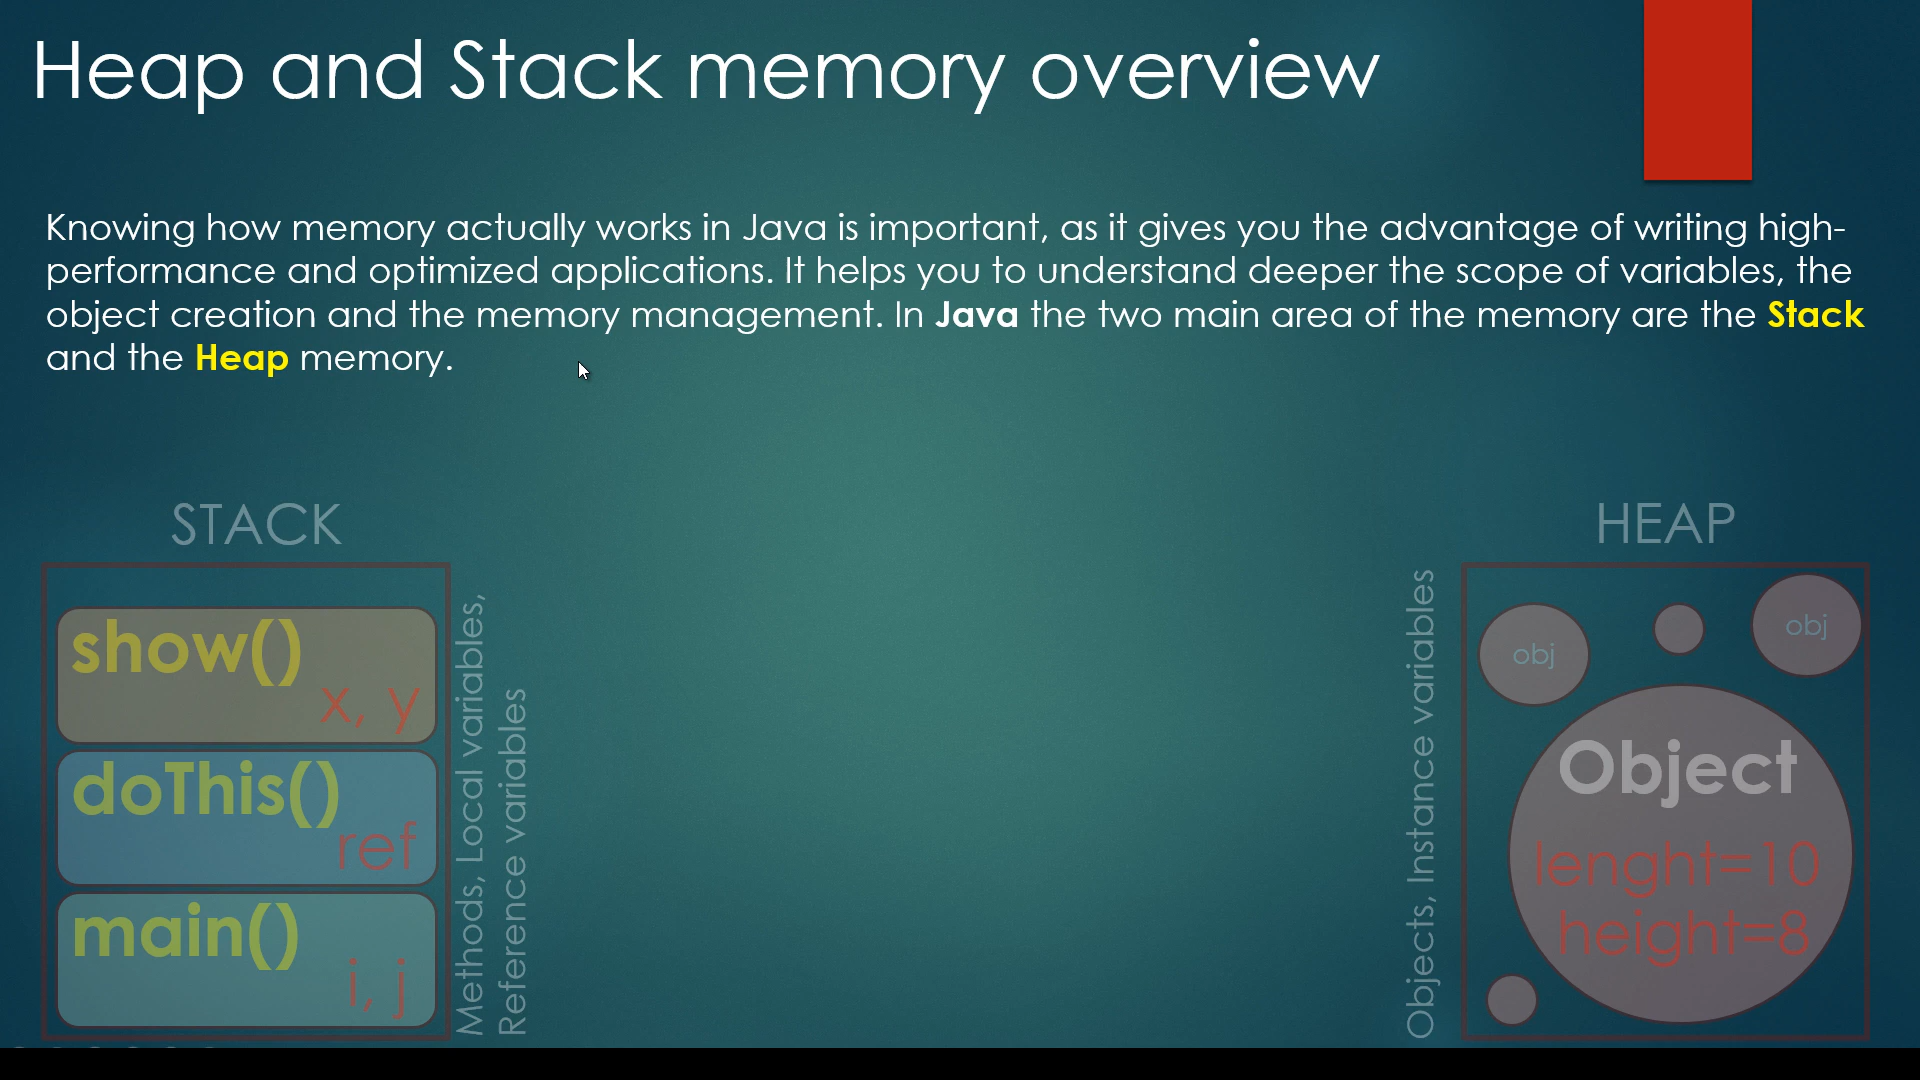 Heap and Stack memory overview
Knowing how memory actually works in Java is important, as it gives you the advantage of writing high-
performance and optimized applications. It helps you to understand deeper the scope of variables, the
object creation and the memory management. In Java the two main area of the memory are the Stack
and the Heap memory.
STACK
show()
x, y
doThis()
ref
main()
i, j
Methods, Local variables,
Reference variables
HEAP
Objects, Instance variables
obj
obj
Object
lenght=10
height=8